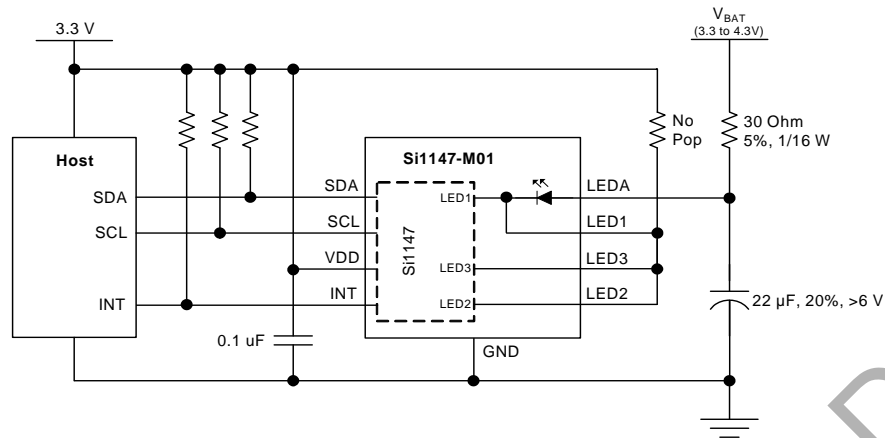 3.3 V
V_BAT
(3.3 to 4.3V)
No
Pop
30 Ohm
5%, 1/16 W
Host
Si1147-M01
SDA
SDA
LED1
LEDA
SCL
SCL
LED1
Si1147
VDD
LED3
LED3
INT
INT
LED2
LED2
22 µF, 20%, >6 V
0.1 uF
GND